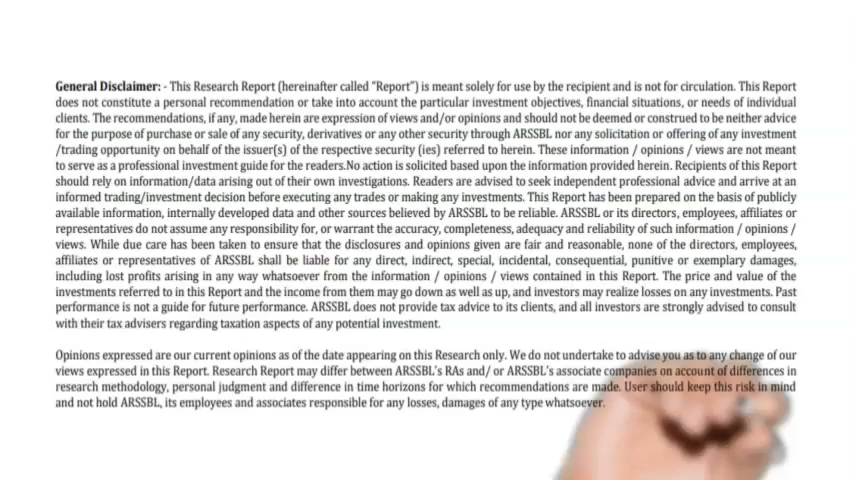 General Disclaimer: - This Research Report (hereinafter called “Report”) is meant solely for use by the recipient and is not for circulation. This Report
does not constitute a personal recommendation or take into account the particular investment objectives, financial situations, or needs of individual
clients. The recommendations, if any, made herein are expression of views and/or opinions and should not be deemed or construed to be neither advice
for the purpose of purchase or sale of any security, derivatives or any other security through ARSSBL nor any solicitation or offering of any investment
/trading opportunity on behalf of the issuer(s) of the respective security (ies) referred to herein. These information / opinions / views are not meant
to serve as a professional investment guide for the readers.No action is solicited based upon the information provided herein. Recipients of this Report
should rely on information/data arising out of their own investigations. Readers are advised to seek independent professional advice and arrive at an
informed trading/investment decision before executing any trades or making any investments. This Report has been prepared on the basis of publicly
available information, internally developed data and other sources believed by ARSSBL to be reliable. ARSSBL or its directors, employees, affiliates or
representatives do not assume any responsibility for, or warrant the accuracy, completeness, adequacy and reliability of such information / opinions /
views. While due care has been taken to ensure that the disclosures and opinions given are fair and reasonable, none of the directors, employees,
affiliates or representatives of ARSSBL shall be liable for any direct, indirect, special, incidental, consequential, punitive or exemplary damages,
including lost profits arising in any way whatsoever from the information / opinions / views contained in this Report. The price and value of the
investments referred to in this Report and the income from them may go down as well as up, and investors may realize losses on any investments. Past
performance is not a guide for future performance. ARSSBL does not provide tax advice to its clients, and all investors are strongly advised to consult
with their tax advisers regarding taxation aspects of any potential investment.
Opinions expressed are our current opinions as of the date appearing on this Research only. We do not undertake to advise you as to any change of our
views expressed in this Report. Research Report may differ between ARSSBL’s RAs and/ or ARSSBL’s associate companies on account of differences in
research methodology, personal judgment and difference in time horizons for which recommendations are made. User should keep this risk in mind
and not hold ARSSBL, its employees and associates responsible for any losses, damages of any type whatsoever.